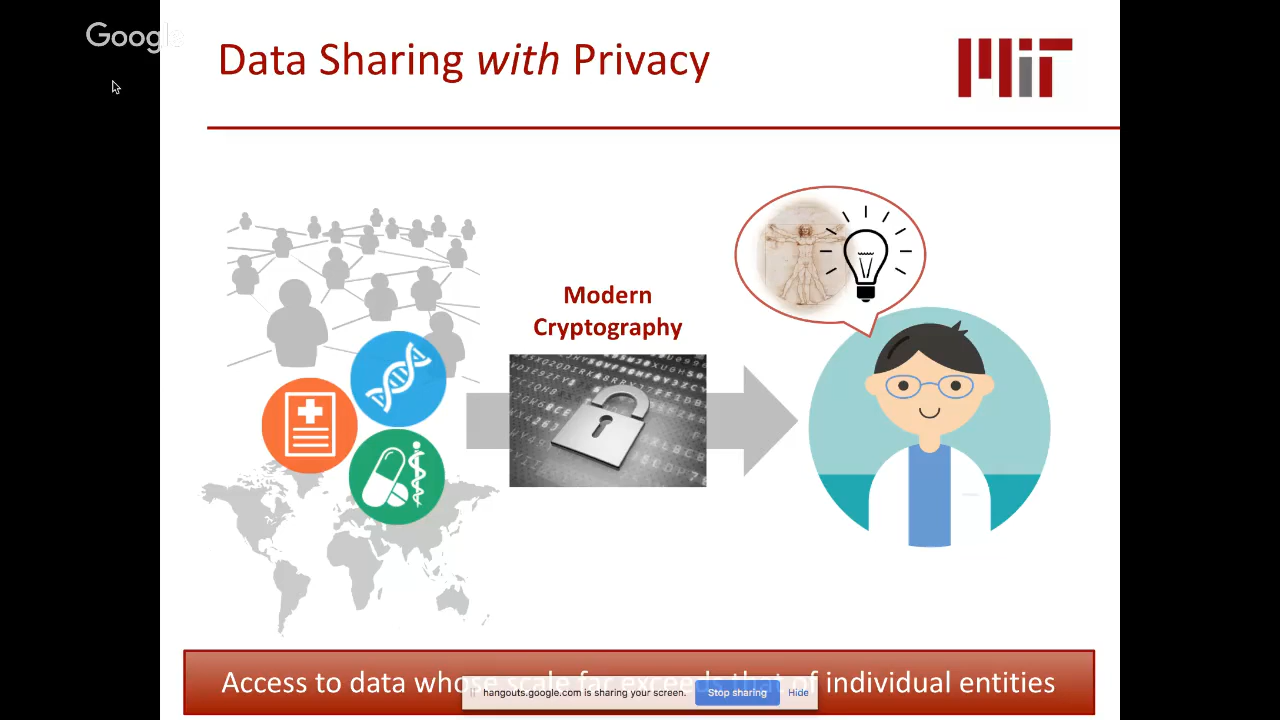 Google
Data Sharing with Privacy
MIT
Modern
Cryptography
Access to data whose scale far exceeds that of individual entities
hangouts.google.com is sharing your screen. Stop sharing Hide